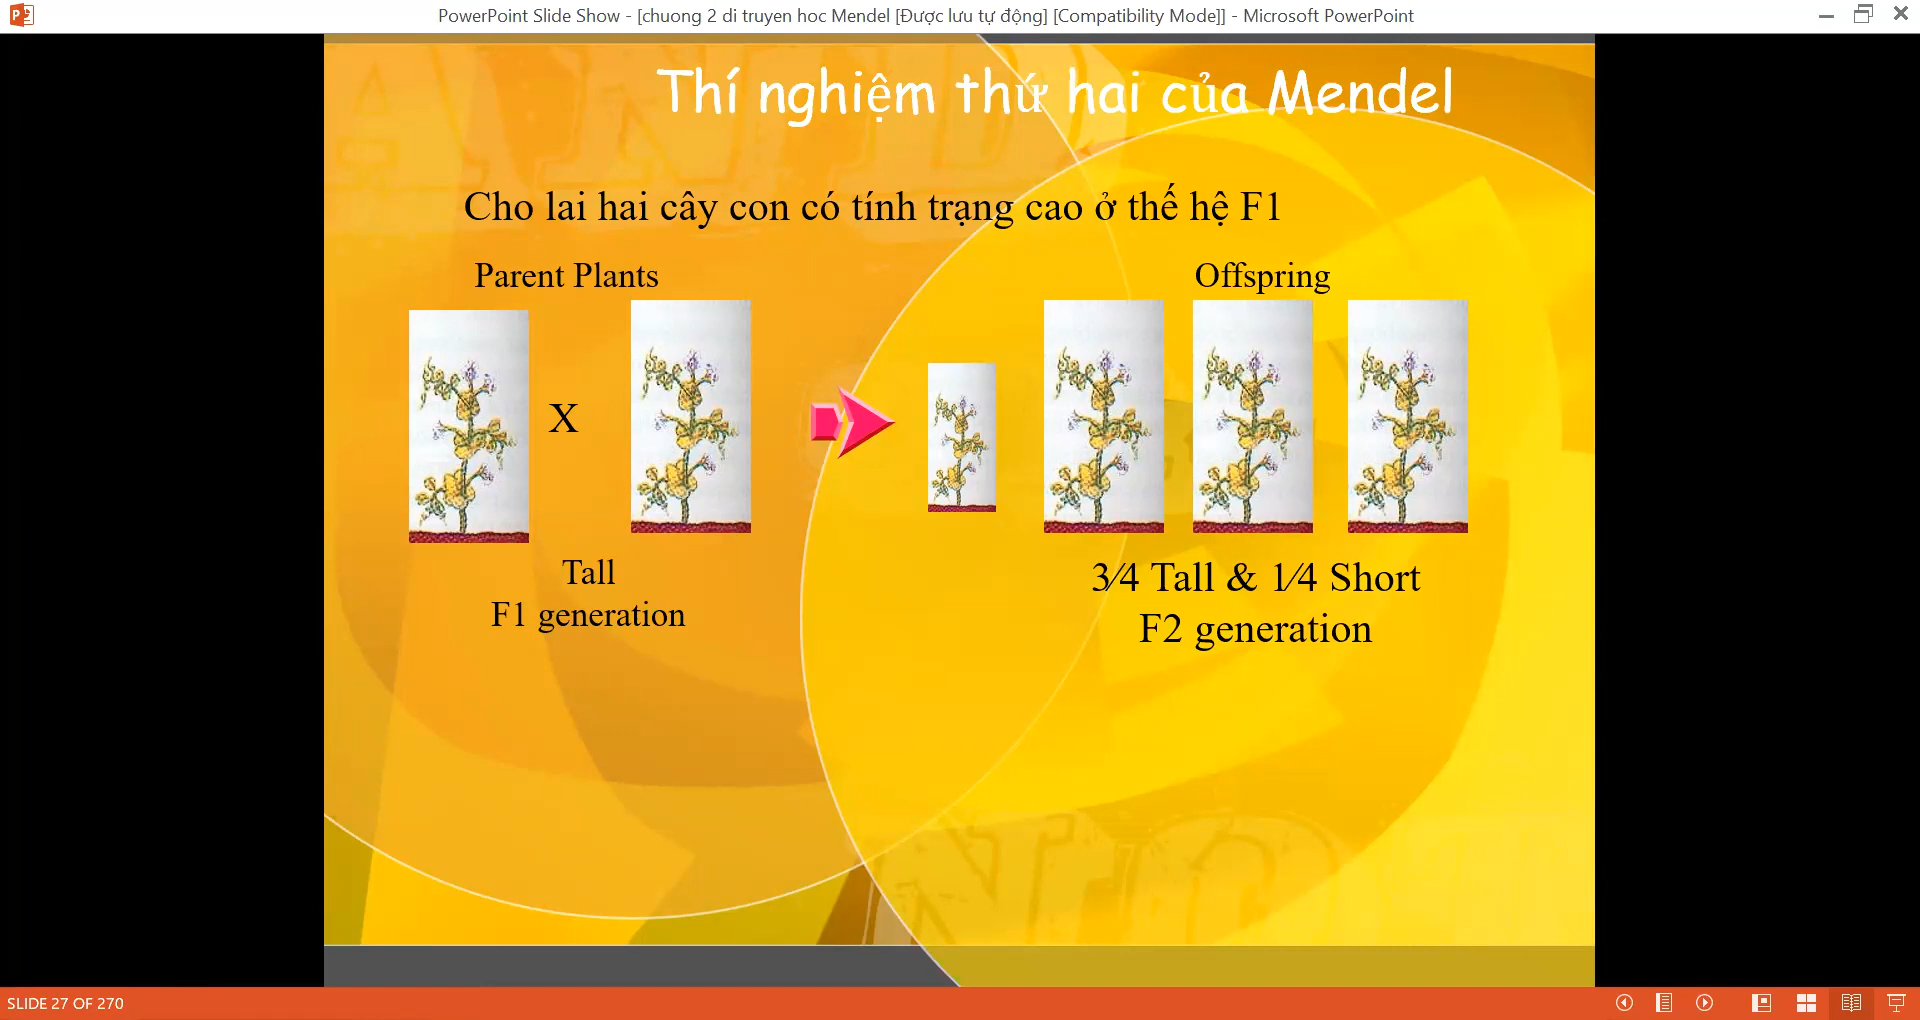 PowerPoint Slide Show - [chuong 2 di truyen hoc Mendel [Được lưu tự động] [Compatibility Mode]] - Microsoft PowerPoint
Thí nghiệm thứ hai của Mendel
Cho lai hai cây con có tính trạng cao ở thế hệ F1
Parent Plants
Offspring
X
Tall
F1 generation
3⁄4 Tall & 1⁄4 Short
F2 generation
SLIDE 27 OF 270